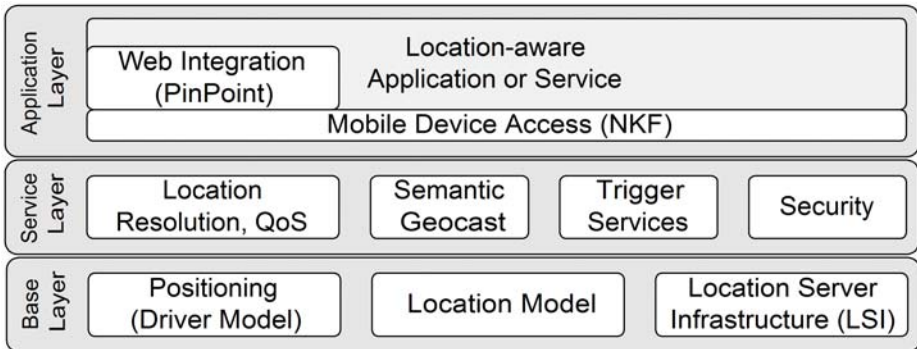 Application
Layer
Web Integration
(PinPoint)
Location-aware
Application or Service
Mobile Device Access (NKF)
Service
Layer
Location
Resolution, QoS
Semantic
Geocast
Trigger
Services
Security
Base
Layer
Positioning
(Driver Model)
Location Model
Location Server
Infrastructure (LSI)